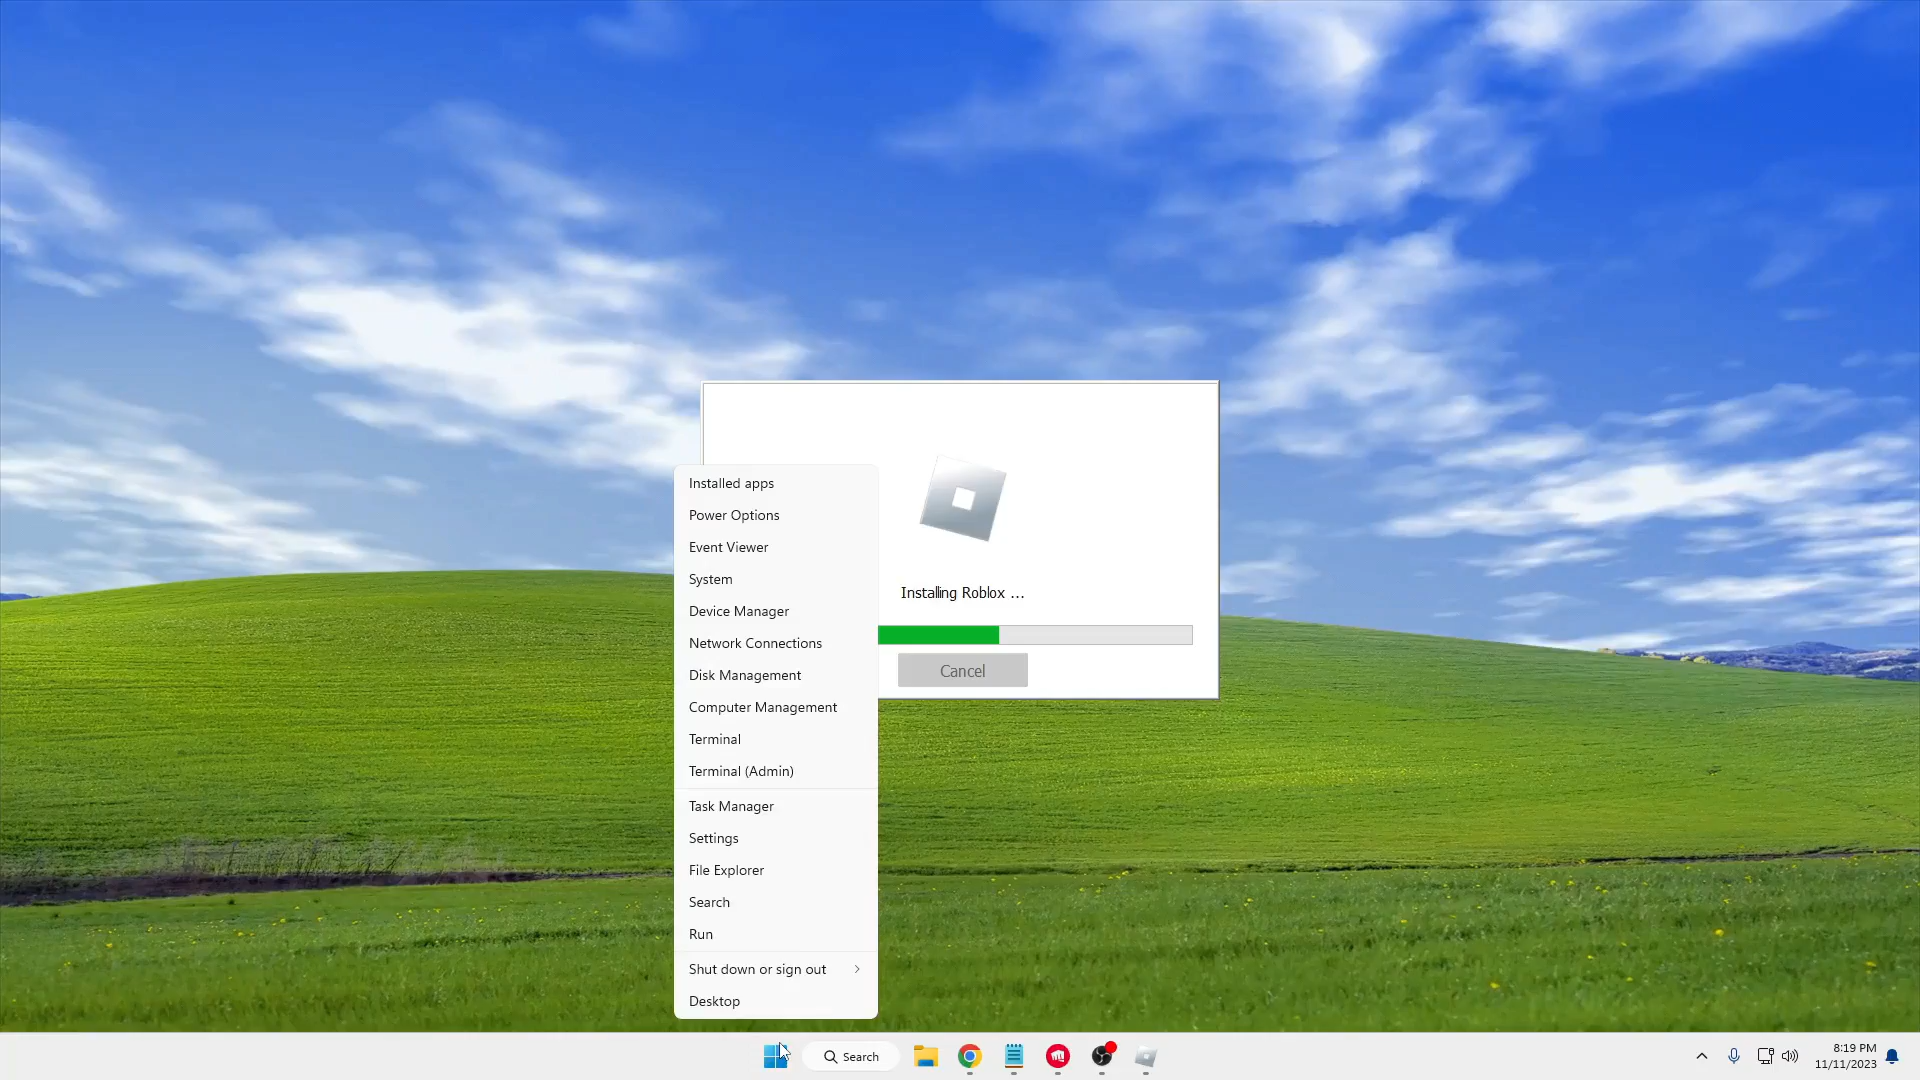 Installed apps
Power Options
Event Viewer
System
Device Manager
Network Connections
Disk Management
Computer Management
Terminal
Terminal (Admin)
Task Manager
Settings
File Explorer
Search
Run
Shut down or sign out
Desktop
Installing Roblox ...
Cancel
Search
8:19 PM
11/11/2023